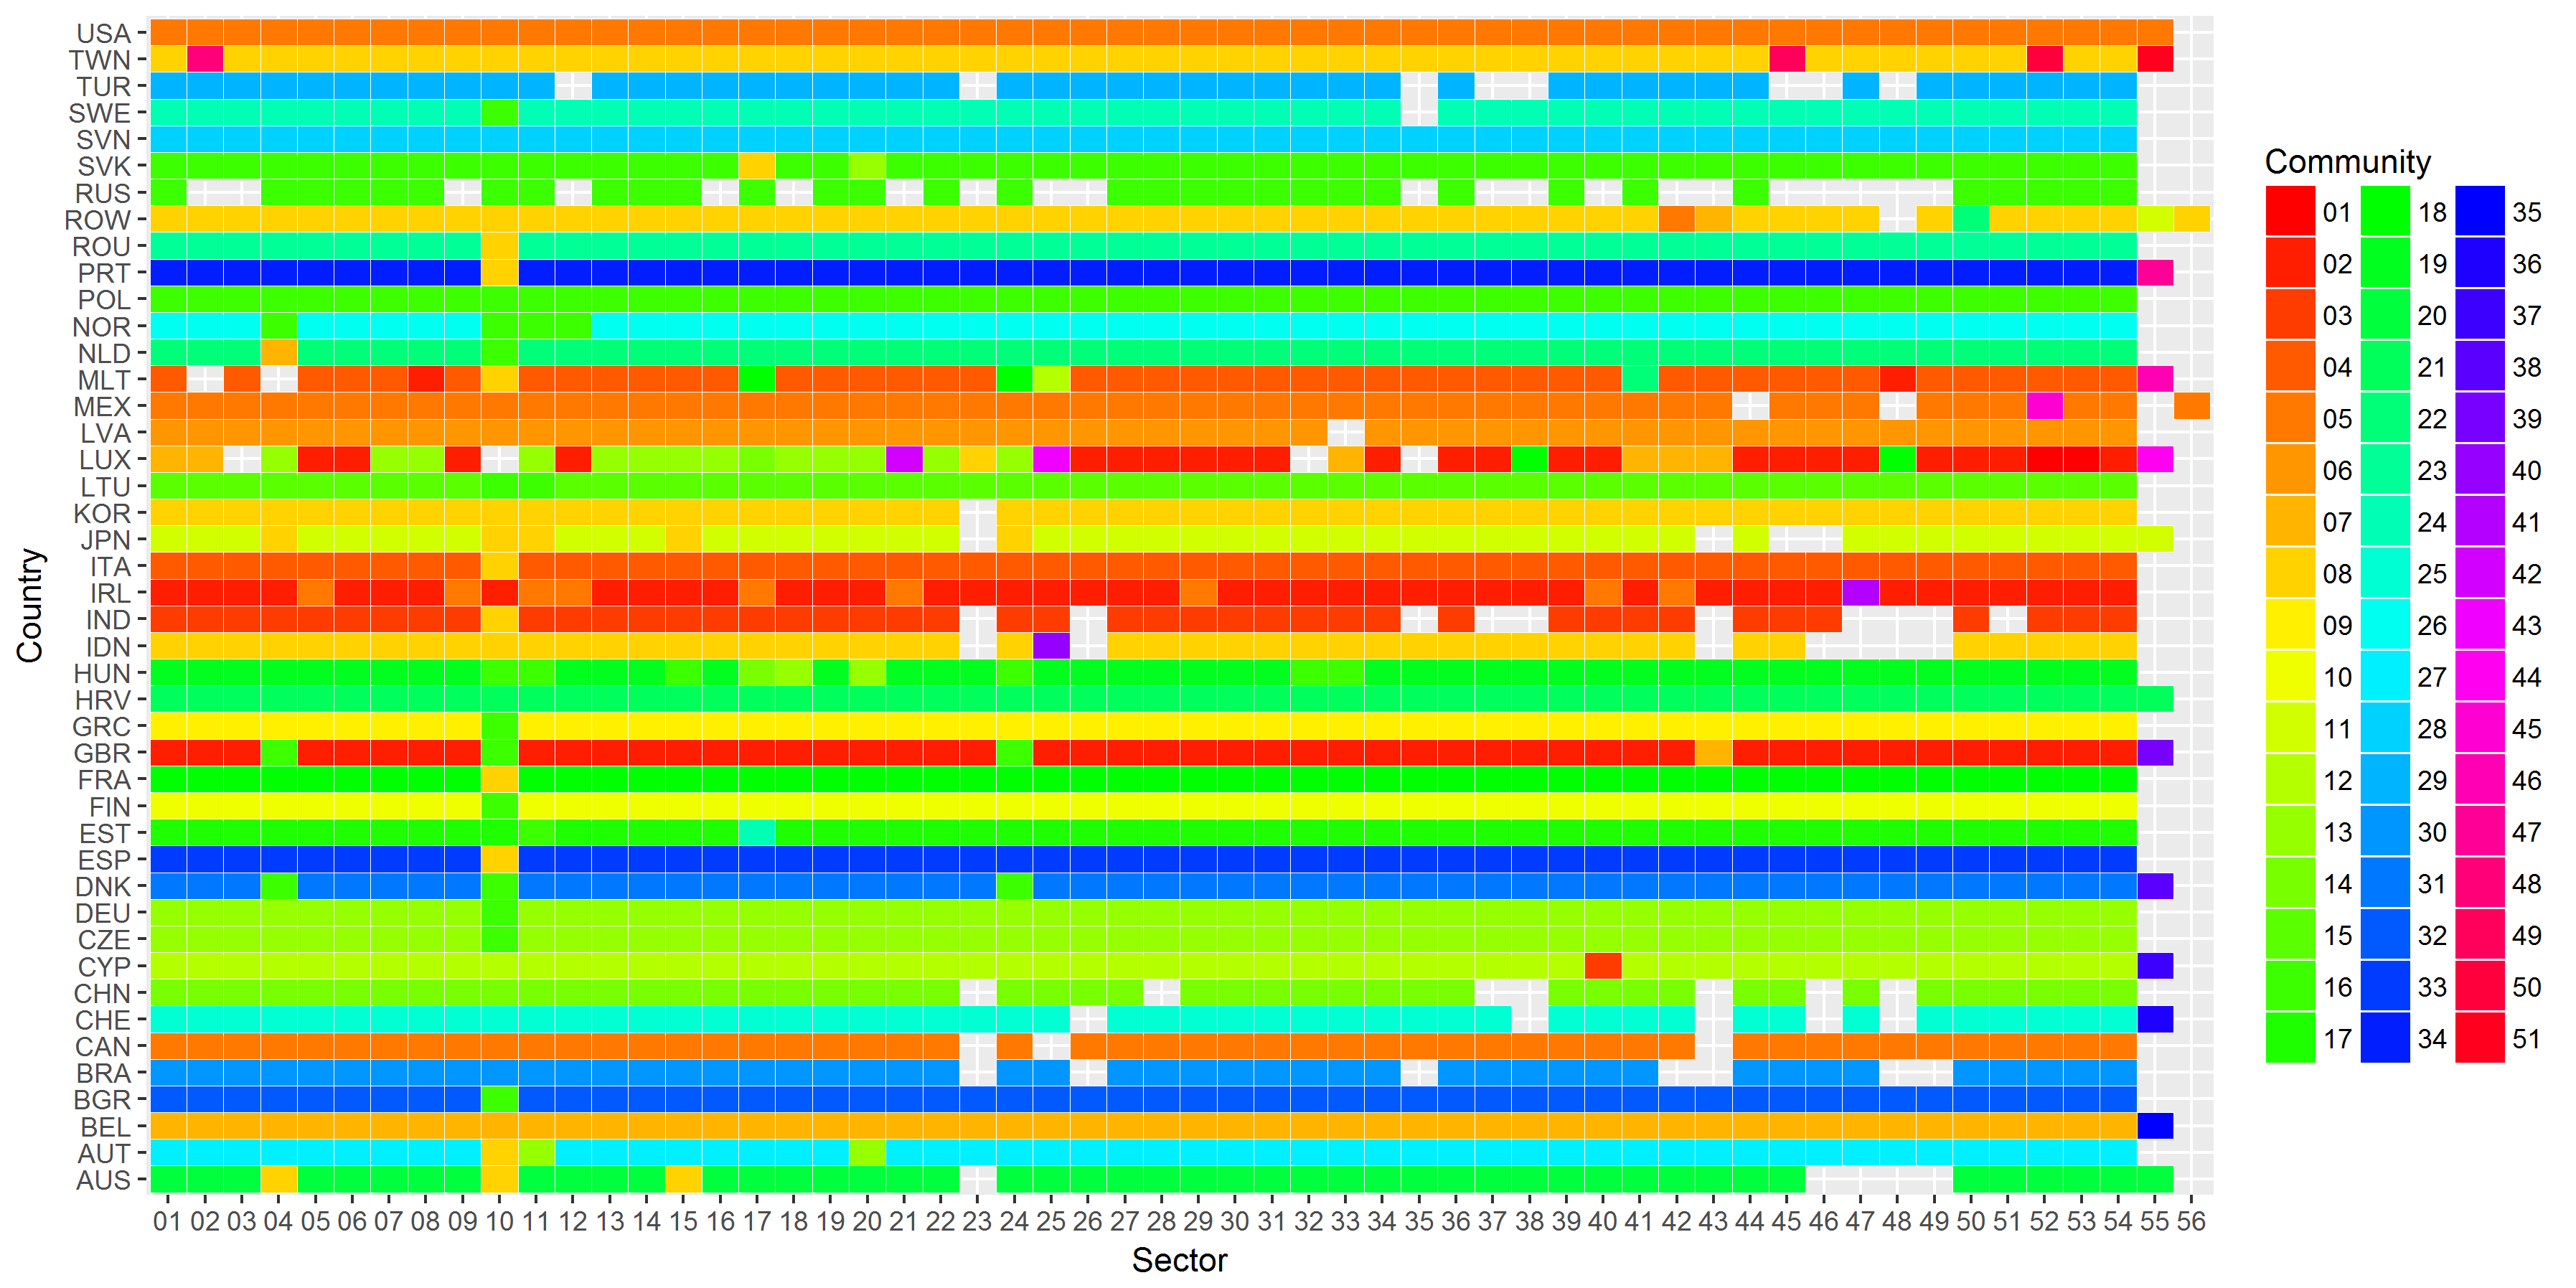 USA
TWN
TUR
SWE
SVN
SVK
RUS
ROW
ROU
PRT
POL
NOR
NLD
MLT
MEX
LVA
LUX
LTU
KOR
JPN
ITA
IRL
IND
IDN
HUN
HRV
GRC
GBR
FRA
FIN
EST
ESP
DNK
DEU
CZE
CYP
CHN
CHE
CAN
BRA
BGR
BEL
AUT
AUS
Country
01 02 03 04 05 06 07 08 09 10 11 12 13 14 15 16 17 18 19 20 21 22 23 24 25 26 27 28 29 30 31 32 33 34 35 36 37 38 39 40 41 42 43 44 45 46 47 48 49 50 51 52 53 54 55 56
Sector
Community
01 18 35
02 19 36
03 20 37
04 21 38
05 22 39
06 23 40
07 24 41
08 25 42
09 26 43
10 27 44
11 28 45
12 29 46
13 30 47
14 31 48
15 32 49
16 33 50
17 34 51